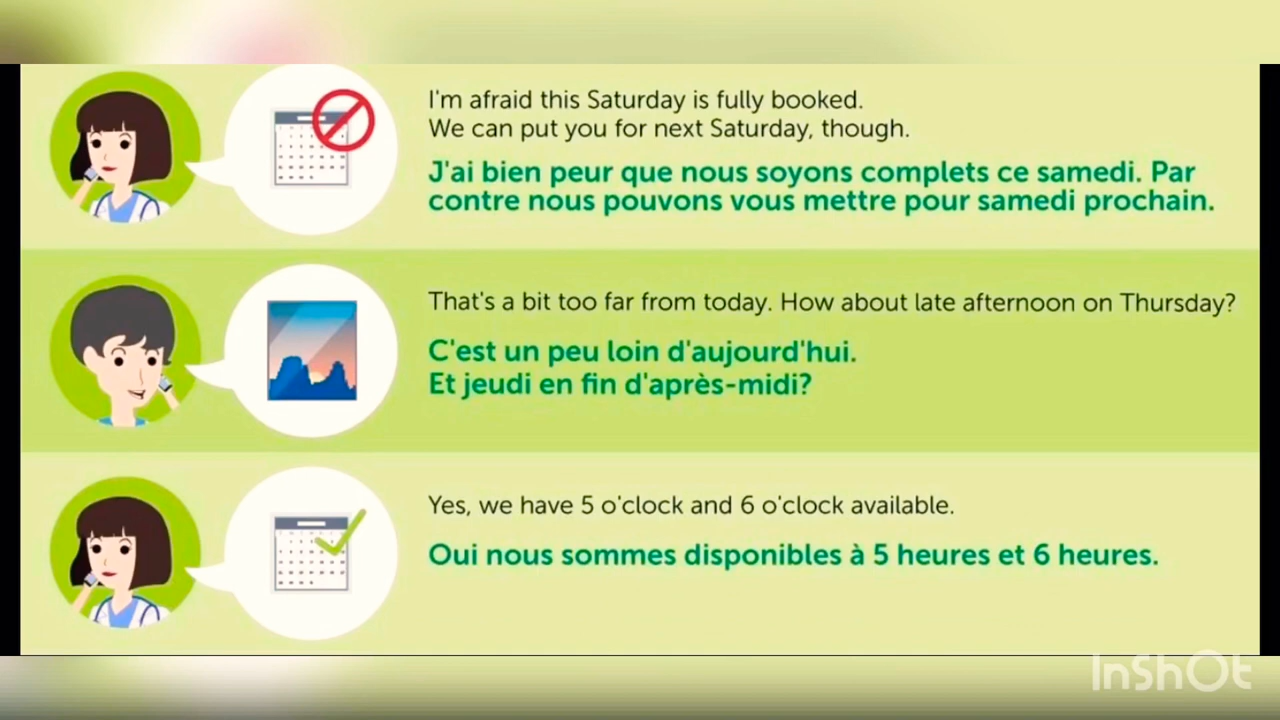 I'm afraid this Saturday is fully booked.
We can put you for next Saturday, though.
J'ai bien peur que nous soyons complets ce samedi. Par
contre nous pouvons vous mettre pour samedi prochain.
That's a bit too far from today. How about late afternoon on Thursday?
C'est un peu loin d'aujourd'hui.
Et jeudi en fin d'après-midi?
Yes, we have 5 o'clock and 6 o'clock available.
Oui nous sommes disponibles à 5 heures et 6 heures.
InShOt